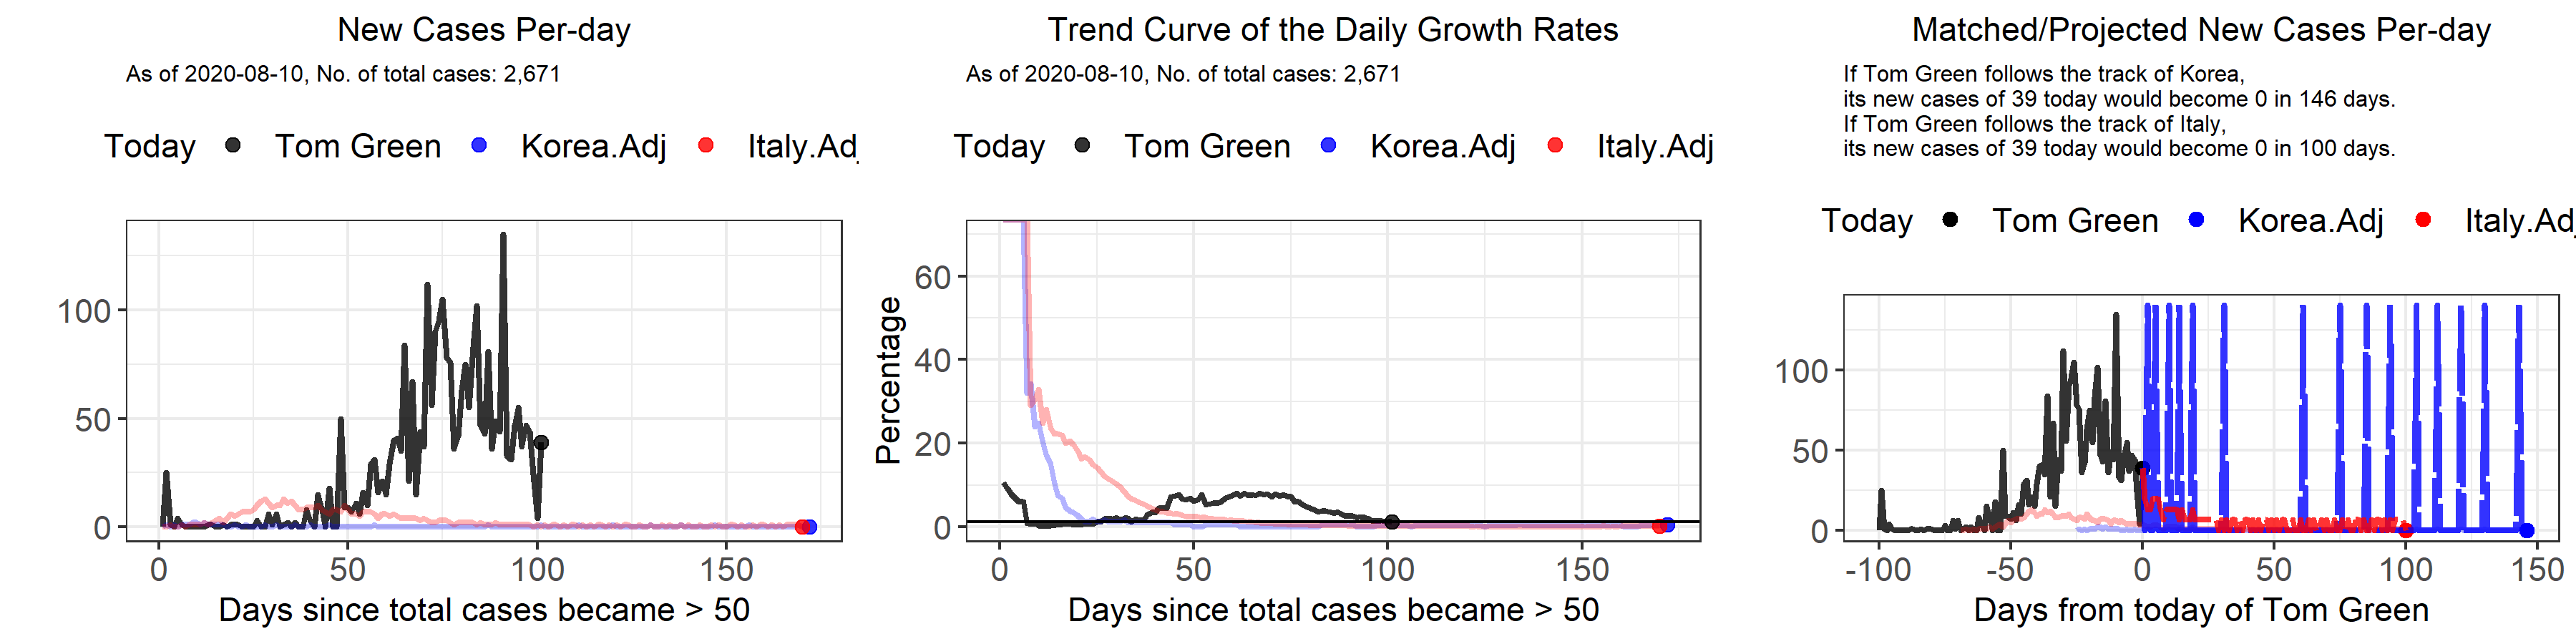 New Cases Per-day
As of 2020-08-10, No. of total cases: 2,671
Today Tom Green Korea.Adj Italy.Ad
100
50
0
0 50 100 150
Days since total cases became > 50
Trend Curve of the Daily Growth Rates
As of 2020-08-10, No. of total cases: 2,671
Today Tom Green Korea.Adj Italy.Adj
Percentage
60
40
20
0
0 50 100 150
Days since total cases became > 50
Matched/Projected New Cases Per-day
If Tom Green follows the track of Korea,
its new cases of 39 today would become 0 in 146 days.
If Tom Green follows the track of Italy,
its new cases of 39 today would become 0 in 100 days.
Today Tom Green Korea.Adj Italy.Adj
100
50
0
-100 -50 0 50 100 150
Days from today of Tom Green